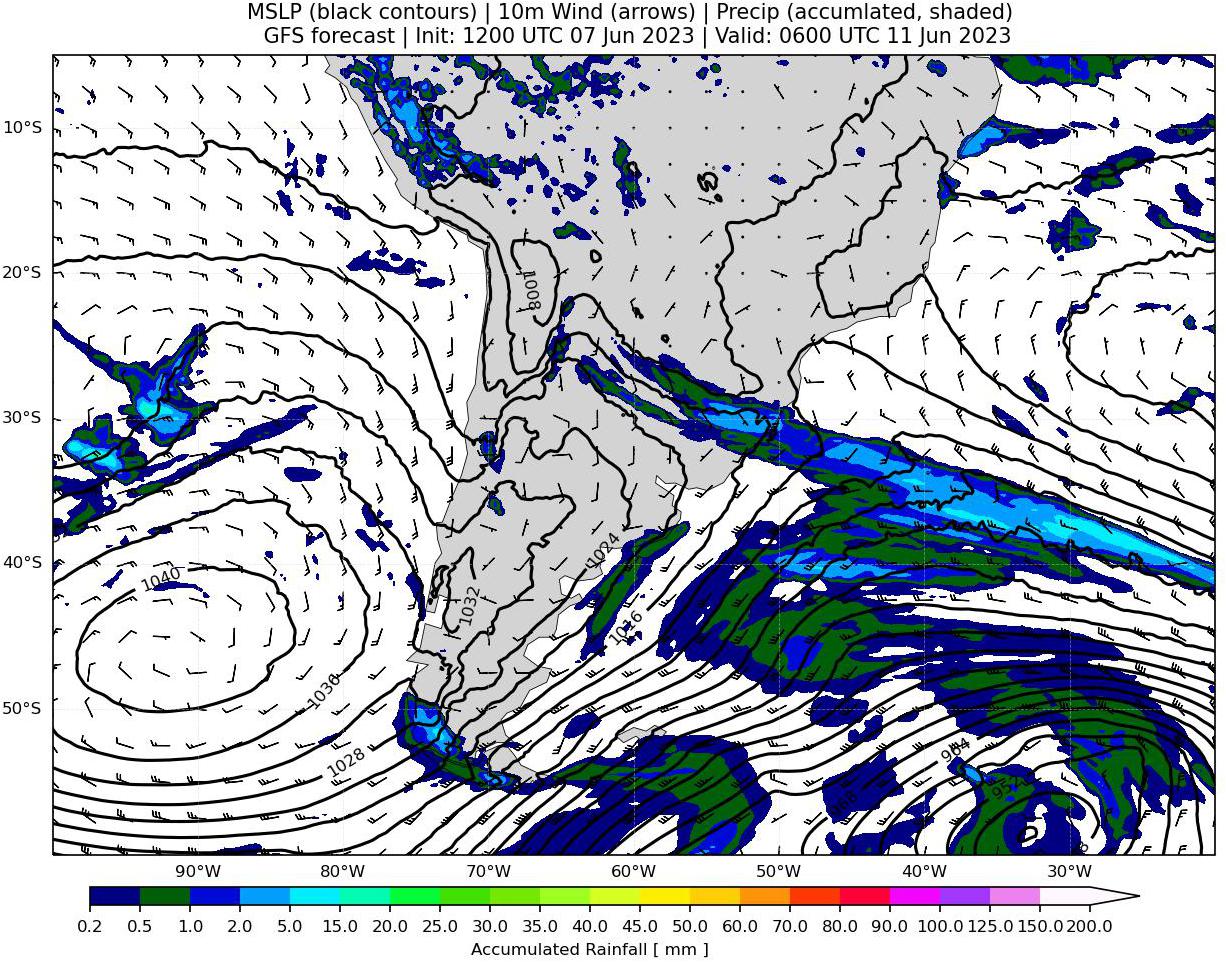 MSLP (black contours) | 10m Wind (arrows) | Precip (accumlated, shaded)
GFS forecast | Init: 1200 UTC 07 Jun 2023 | Valid: 0600 UTC 11 Jun 2023
10°S
20°S
1008
30°S
40°S
1024
1040
1032
1016
1036
50°S
964
1028
952
968
90°W 80°W 70°W 60°W 50°W 40°W 30°W
0.2 0.5 1.0 2.0 5.0 10.0 15.0 20.0 25.0 30.0 35.0 40.0 45.0 50.0 60.0 70.0 80.0 90.0 100.0 125.0 150.0 200.0
Accumulated Rainfall [ mm ]